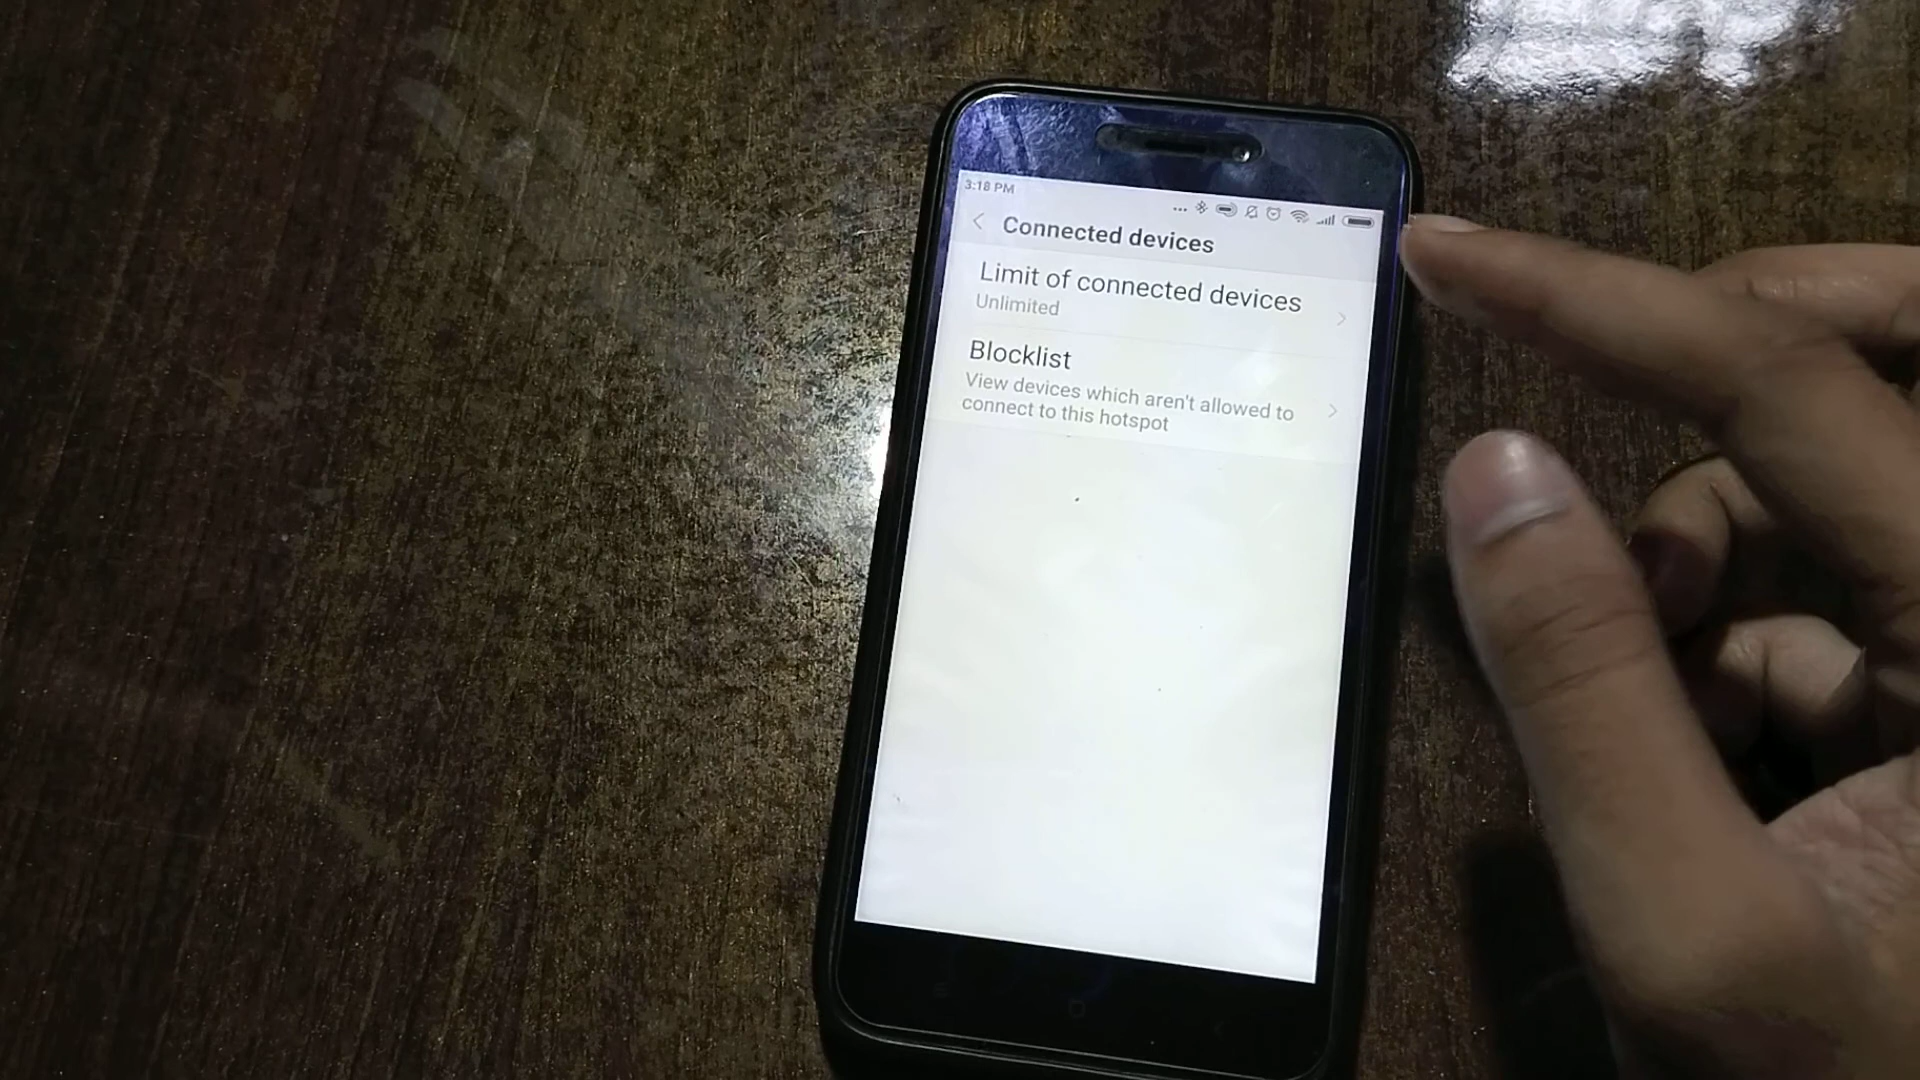 3:18 PM
Connected devices
Limit of connected devices
Unlimited
Blocklist
View devices which aren't allowed to
connect to this hotspot